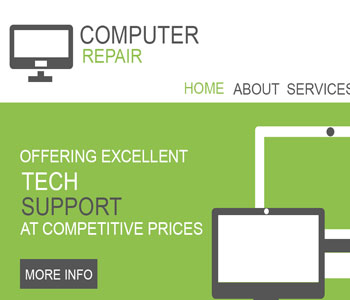 COMPUTER
REPAIR
HOME ABOUT SERVICES
OFFERING EXCELLENT
TECH
SUPPORT
AT COMPETITIVE PRICES
MORE INFO